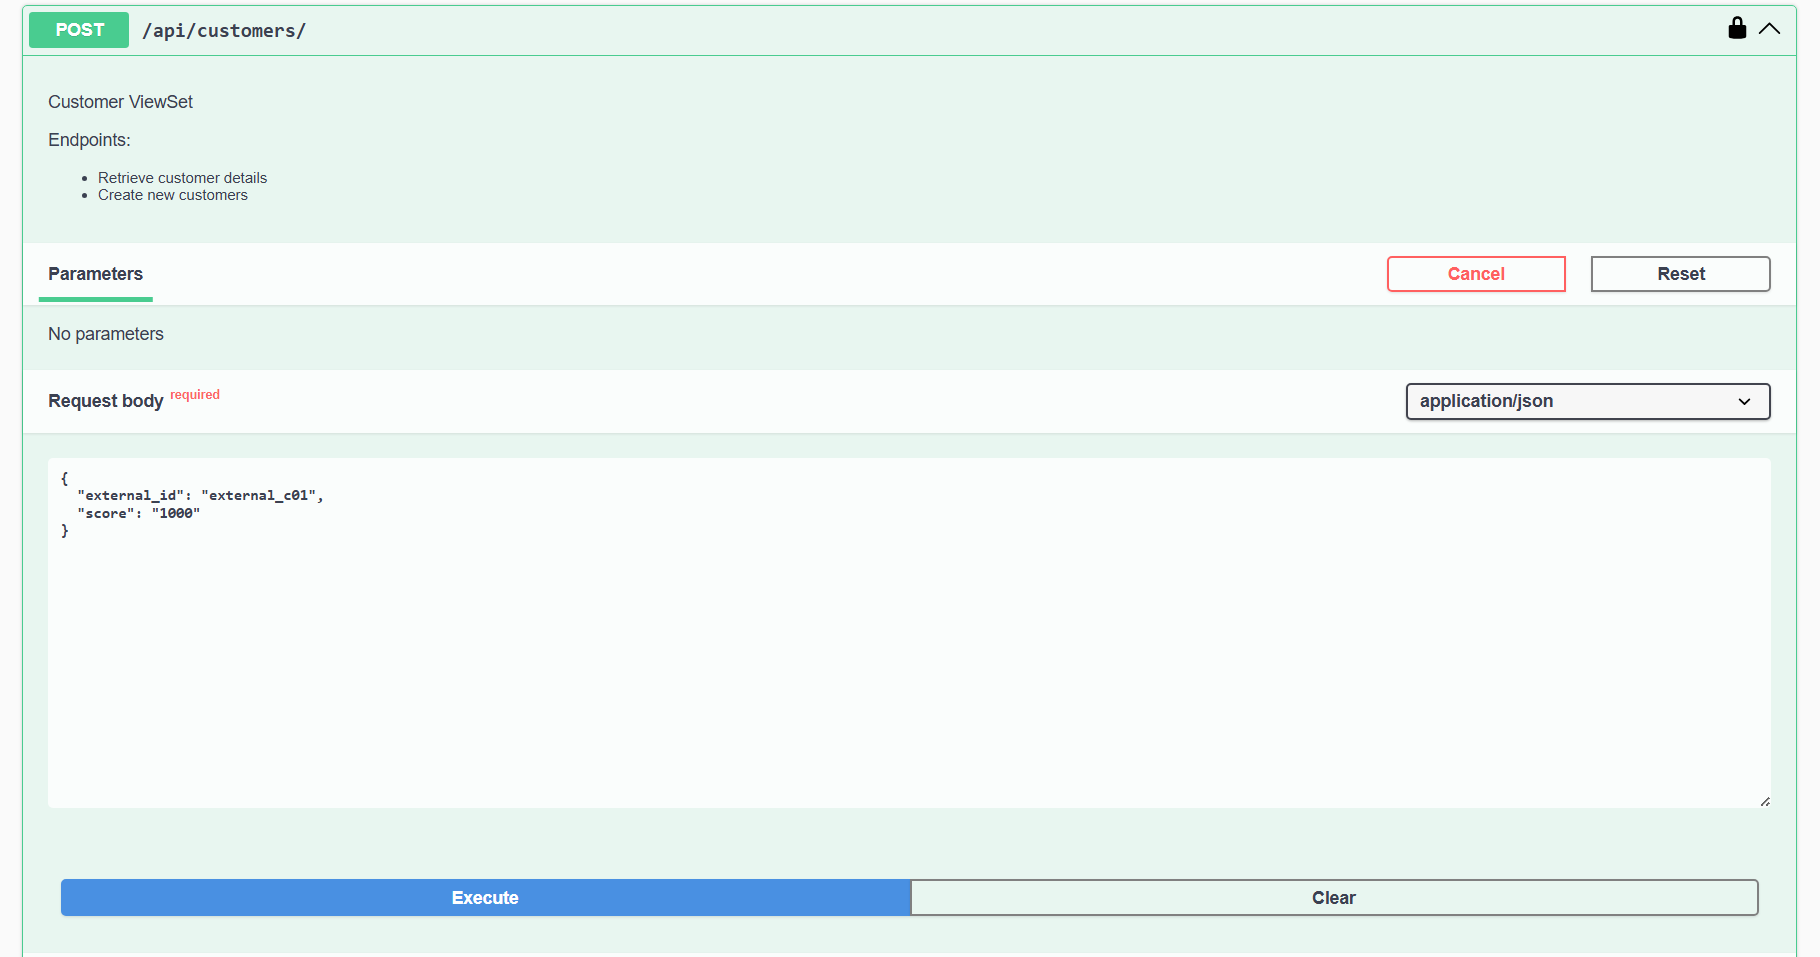 POST /api/customers/
Customer ViewSet
Endpoints:
Retrieve customer details
Create new customers
Parameters
Cancel
Reset
No parameters
Request body required
application/json
{
  "external_id": "external_c01",
  "score": "1000"
}
Execute
Clear